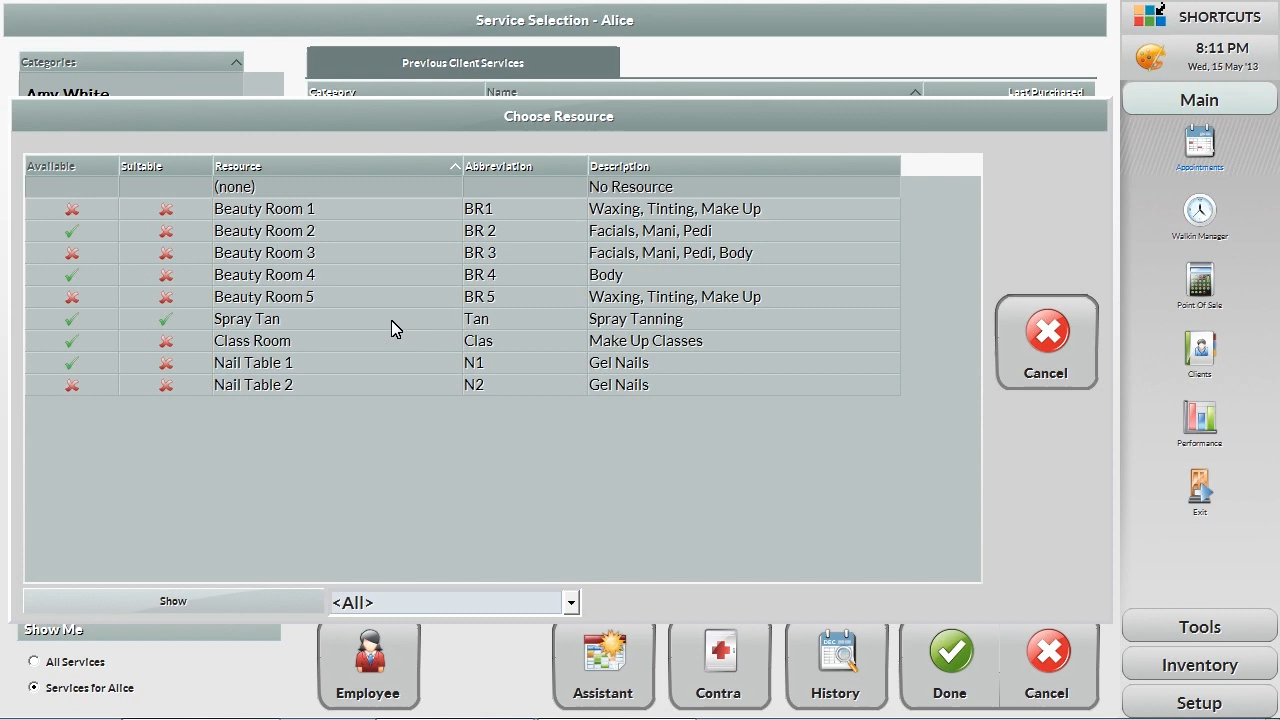 Service Selection - Alice
SHORTCUTS
8:11 PM
Wed, 15 May '13
Categories
Previous Client Services
Amy White
Category Name Last Purchased
Main
Choose Resource
Available Suitable Resource Abbreviation Description
(none) No Resource
Beauty Room 1 BR1 Waxing, Tinting, Make Up
Beauty Room 2 BR 2 Facials, Mani, Pedi
Beauty Room 3 BR 3 Facials, Mani, Pedi, Body
Beauty Room 4 BR 4 Body
Beauty Room 5 BR 5 Waxing, Tinting, Make Up
Spray Tan Tan Spray Tanning
Class Room Clas Make Up Classes
Nail Table 1 N1 Gel Nails
Nail Table 2 N2 Gel Nails
Cancel
Show <All>
Appointments
Walkin Manager
Point Of Sale
Clients
Performance
Exit
Show Me
All Services
Services for Alice
Employee
Assistant
Contra
DEC 2020
History
Done
Cancel
Tools
Inventory
Setup